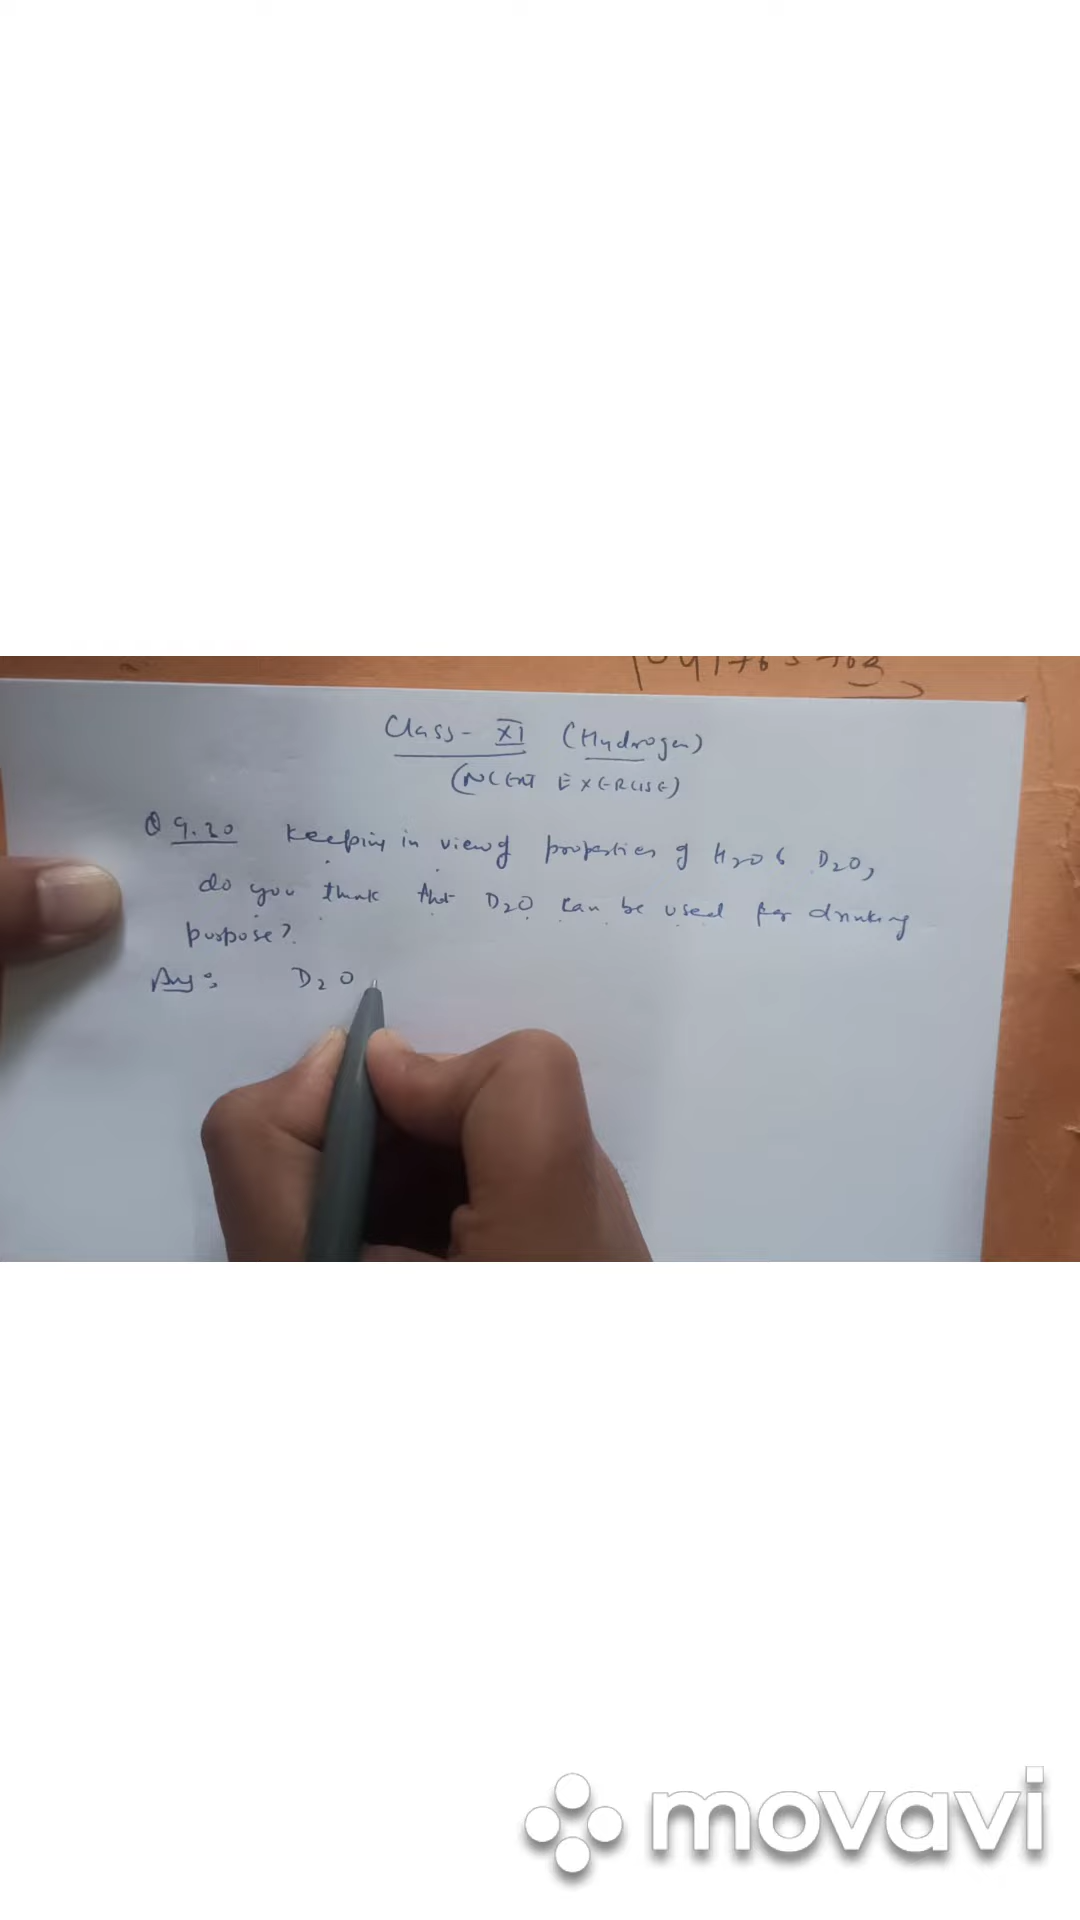 Class- XI (Hydrogen)
(NCERT EXERCISE)
Q 9.20 Keeping in view of properties of H2O & D2O,
do you think that D2O can be used for drinking
purpose?
Ans: D2O
movavi